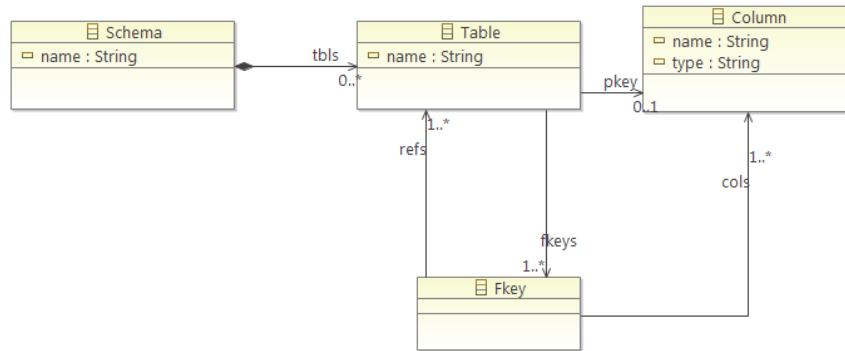 Schema
name : String
tbls
0..*
Table
name : String
pkey
0..1
Column
name : String
type : String
1..*
refs
fkeys
1..*
1..*
cols
Fkey